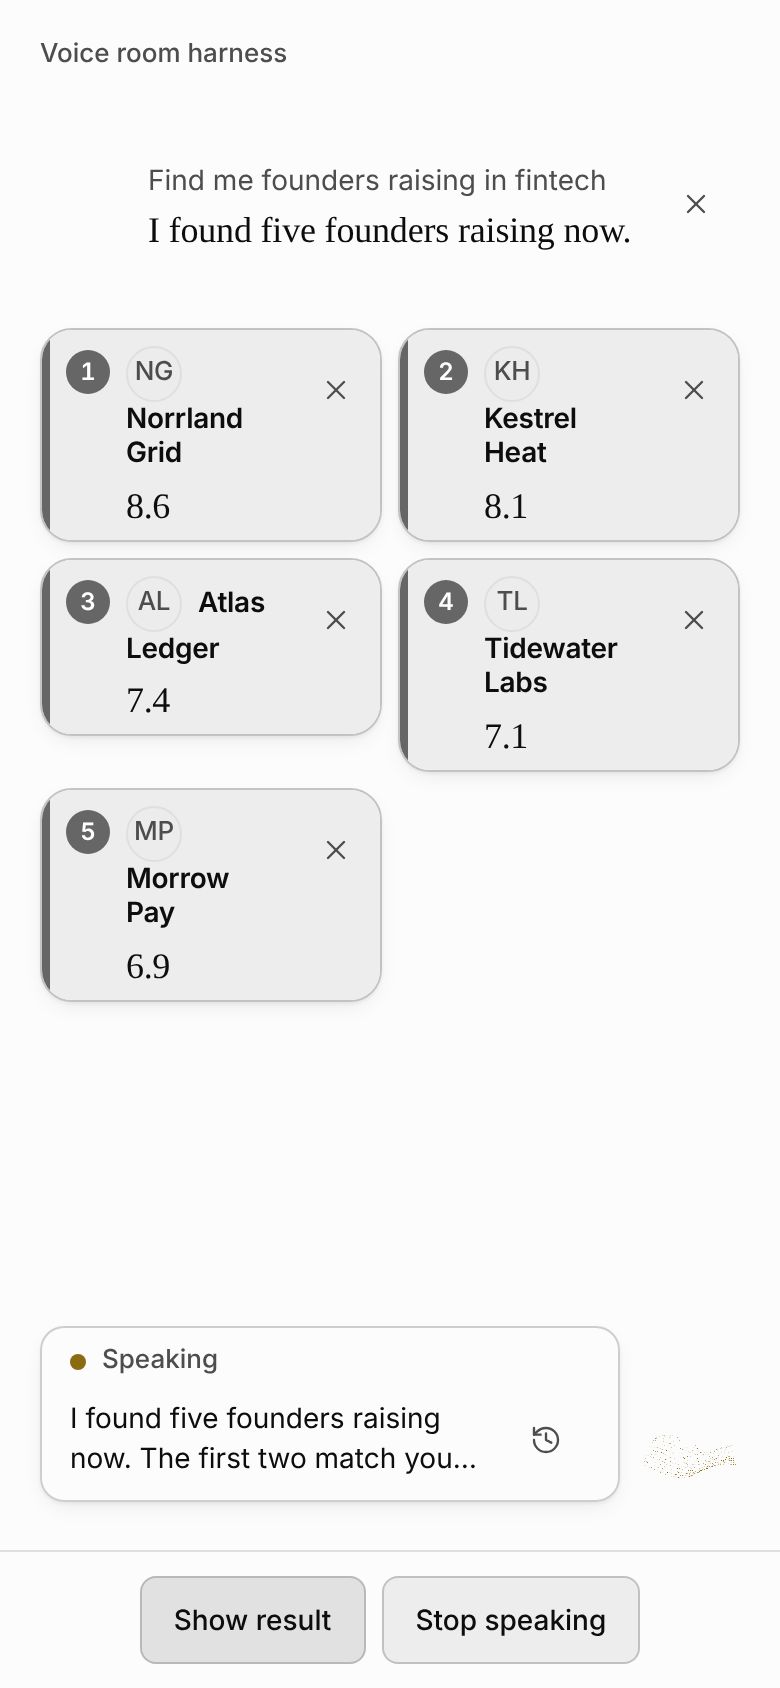 Voice room harness
Find me founders raising in fintech
I found five founders raising now.
1 NG
Norrland
Grid
8.6
2 KH
Kestrel
Heat
8.1
3 AL Atlas
Ledger
7.4
4 TL
Tidewater
Labs
7.1
5 MP
Morrow
Pay
6.9
Speaking
I found five founders raising
now. The first two match you...
Show result
Stop speaking